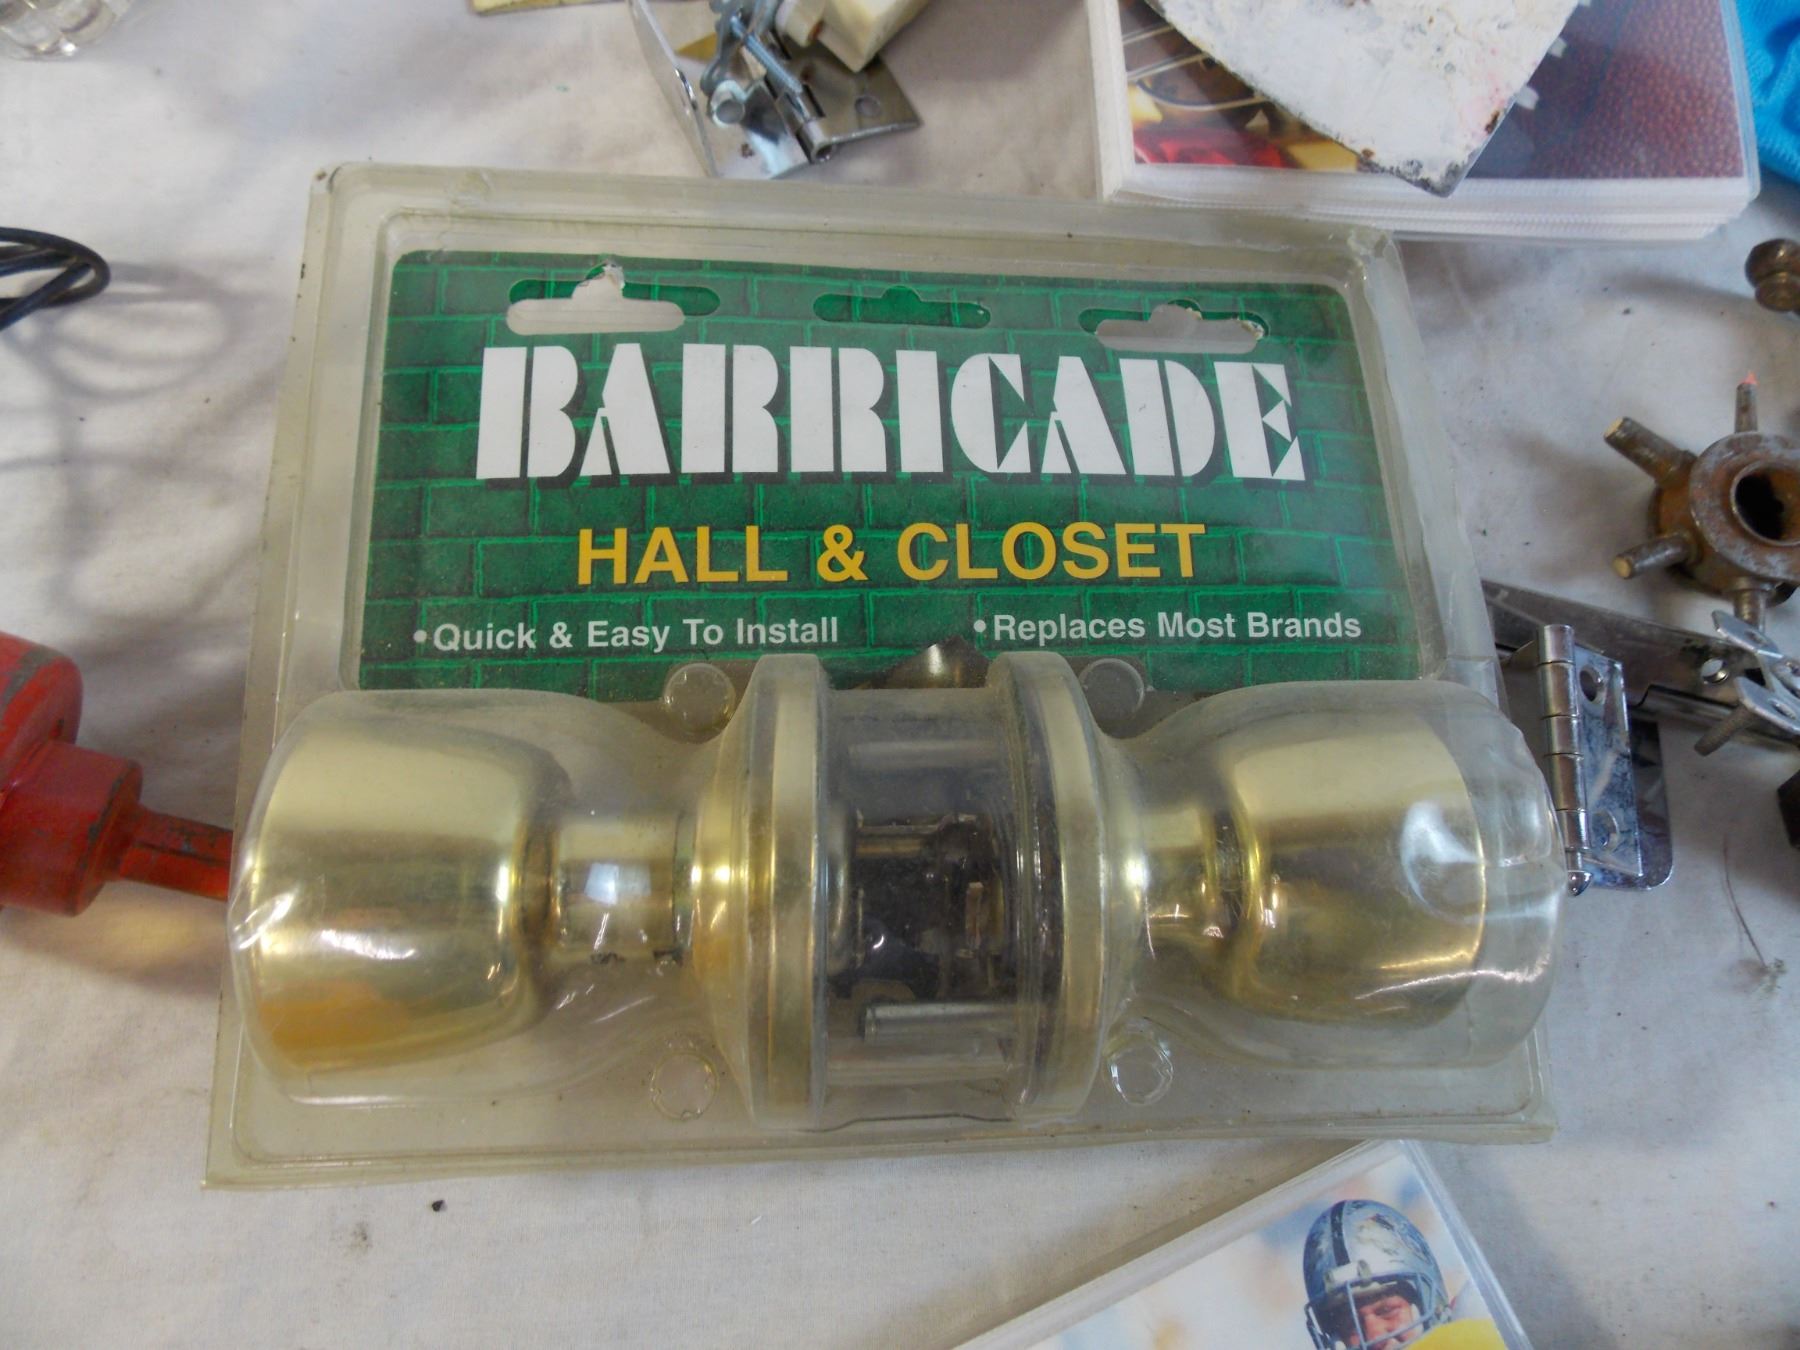 BARRICADE
HALL & CLOSET
•Quick & Easy To Install •Replaces Most Brands